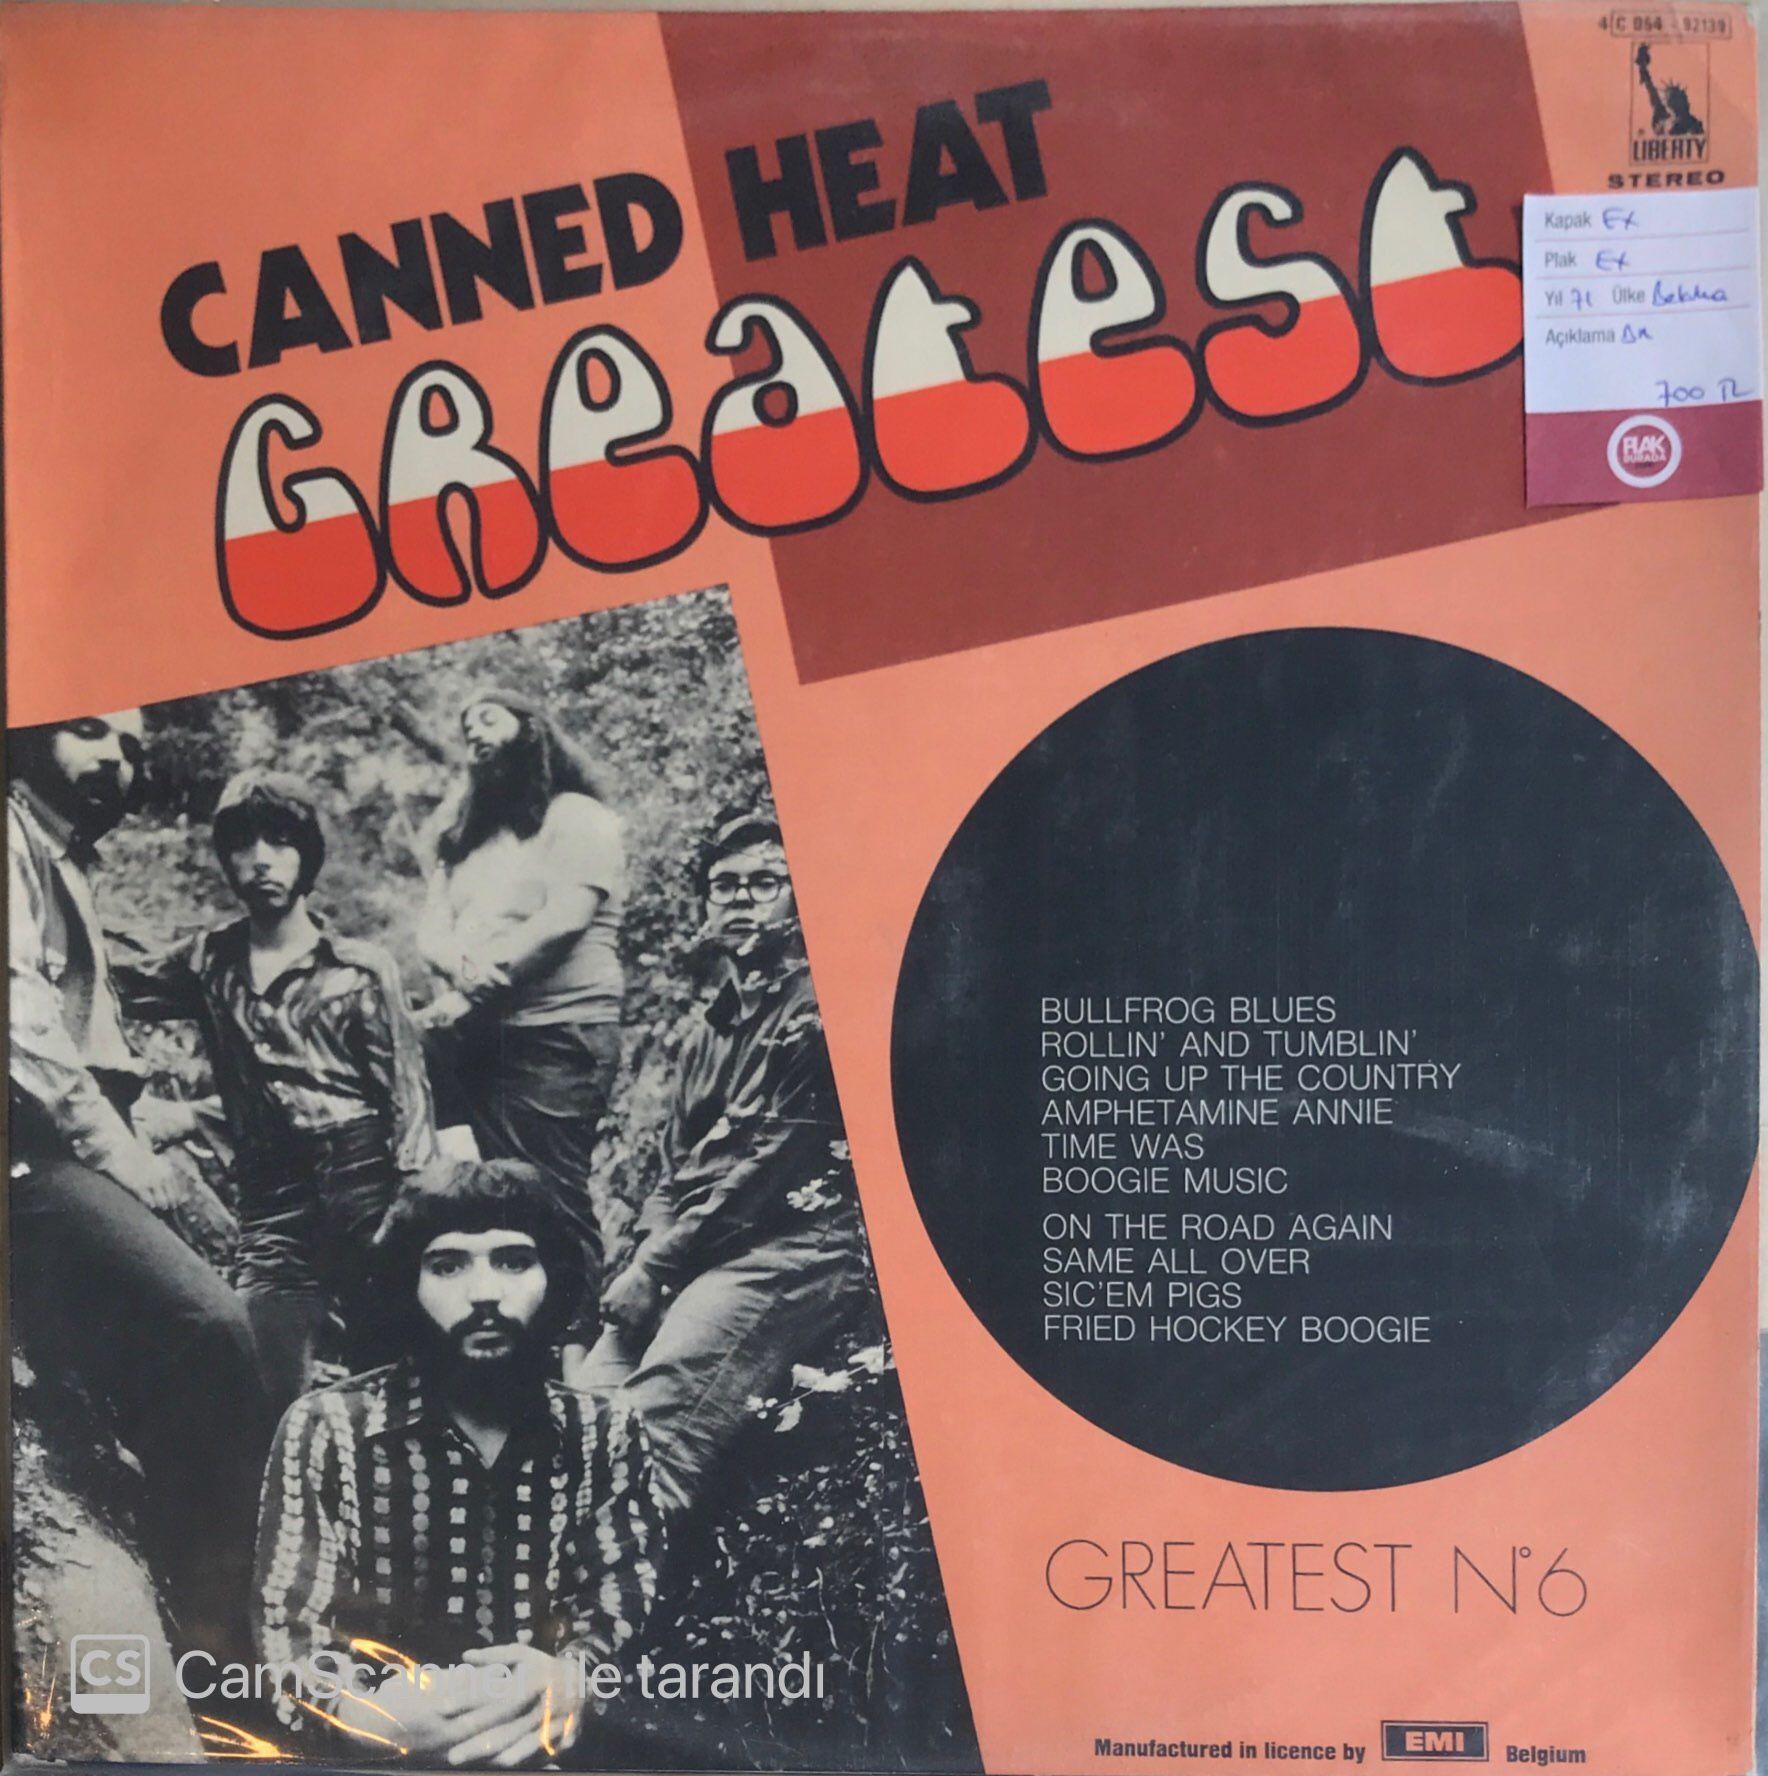 4C 054 - 92139
LIBERTY
STEREO
CANNED HEAT
GReatest
Kapak Ex
Plak Ex
Yıl 71 Ülke Belçika
Açıklama
700 TL
PLAK
BURADA
BULLFROG BLUES
ROLLIN' AND TUMBLIN'
GOING UP THE COUNTRY
AMPHETAMINE ANNIE
TIME WAS
BOOGIE MUSIC
ON THE ROAD AGAIN
SAME ALL OVER
SIC'EM PIGS
FRIED HOCKEY BOOGIE
GREATEST N°6
CS CamScanner ile tarandı
Manufactured in licence by EMI Belgium